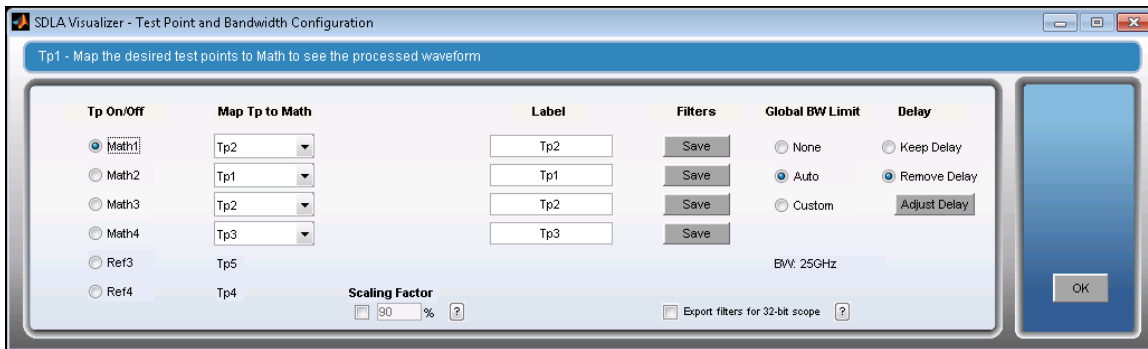 SDLA Visualizer - Test Point and Bandwidth Configuration
Tp1 - Map the desired test points to Math to see the processed waveform
Tp On/Off Map Tp to Math Label Filters Global BW Limit Delay
Math1 Tp2 Tp2 Save None Keep Delay
Math2 Tp1 Tp1 Save Auto Remove Delay
Math3 Tp2 Tp2 Save Custom Adjust Delay
Math4 Tp3 Tp3 Save
Ref3 Tp5 BW: 25GHz
Ref4 Tp4 Scaling Factor OK
90 % ? Export filters for 32-bit scope ?